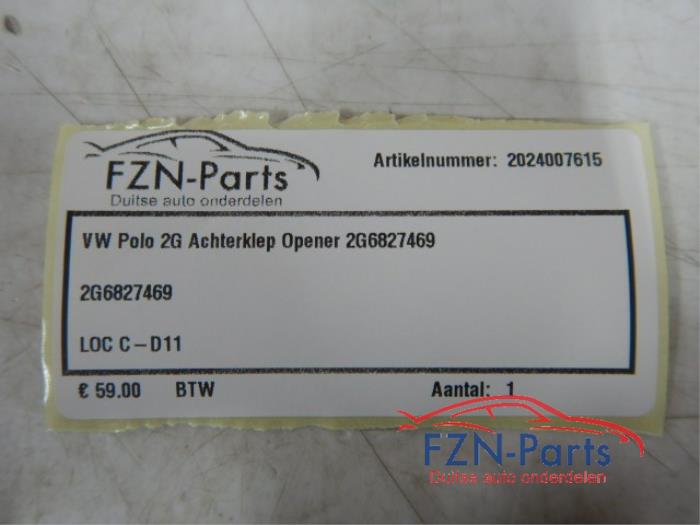 FZN-Parts
Duitse auto onderdelen
Artikelnummer: 2024007615
VW Polo 2G Achterklep Opener 2G6827469
2G6827469
LOC C - D11
€ 59.00 BTW Aantal: 1
FZN-Parts
Duitse auto onderdelen